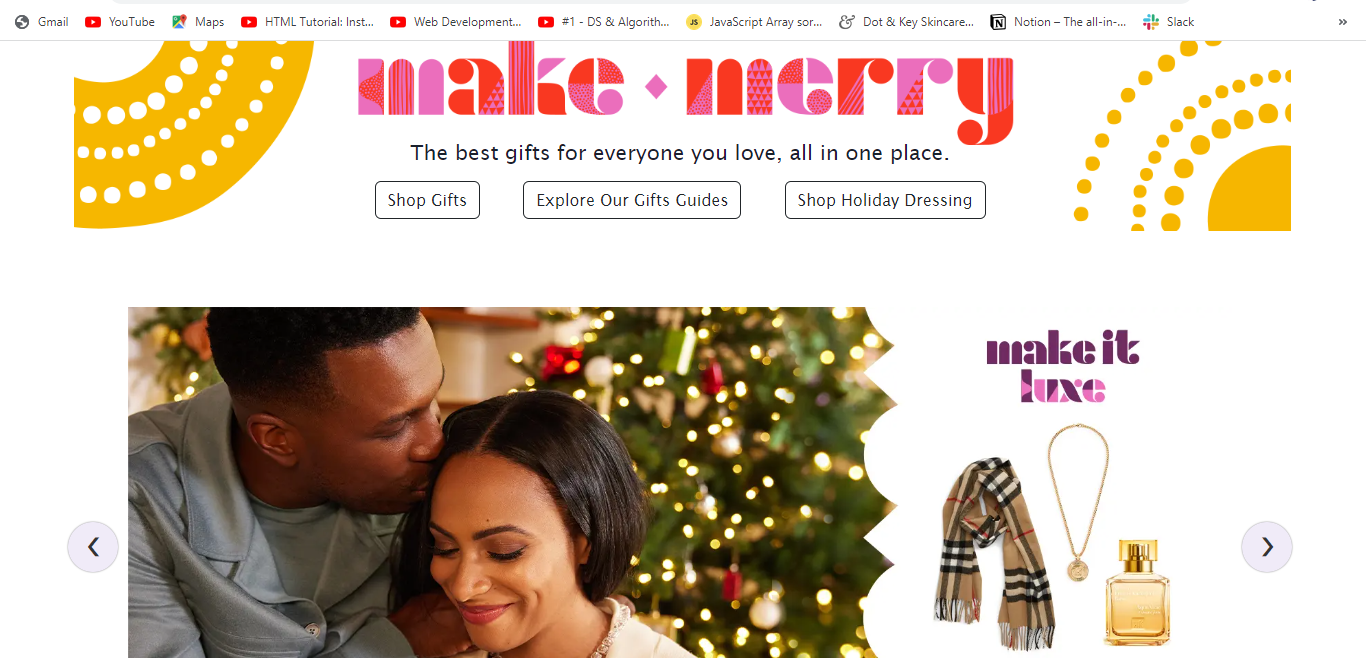 Gmail YouTube Maps HTML Tutorial: Inst... Web Development... #1 - DS & Algorith... JS JavaScript Array sor... Dot & Key Skincare... Notion – The all-in-... Slack »
make merry
The best gifts for everyone you love, all in one place.
Shop Gifts Explore Our Gifts Guides Shop Holiday Dressing
make it
luxe